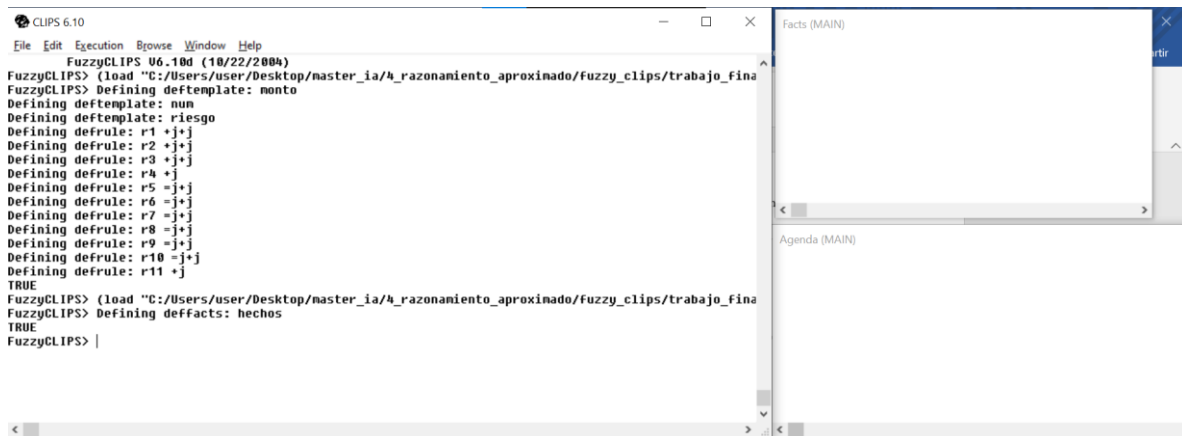 CLIPS 6.10
File Edit Execution Browse Window Help
FuzzyCLIPS V6.10d (10/22/2004)
FuzzyCLIPS> (load "C:/Users/user/Desktop/master_ia/4_razonamiento_aproximado/fuzzy_clips/trabajo_fina
FuzzyCLIPS> Defining deftemplate: monto
Defining deftemplate: num
Defining deftemplate: riesgo
Defining defrule: r1 +j+j
Defining defrule: r2 +j+j
Defining defrule: r3 +j+j
Defining defrule: r4 +j
Defining defrule: r5 =j+j
Defining defrule: r6 =j+j
Defining defrule: r7 =j+j
Defining defrule: r8 =j+j
Defining defrule: r9 =j+j
Defining defrule: r10 =j+j
Defining defrule: r11 +j
TRUE
FuzzyCLIPS> (load "C:/Users/user/Desktop/master_ia/4_razonamiento_aproximado/fuzzy_clips/trabajo_fina
FuzzyCLIPS> Defining deffacts: hechos
TRUE
FuzzyCLIPS>
Facts (MAIN)
rtir
Agenda (MAIN)